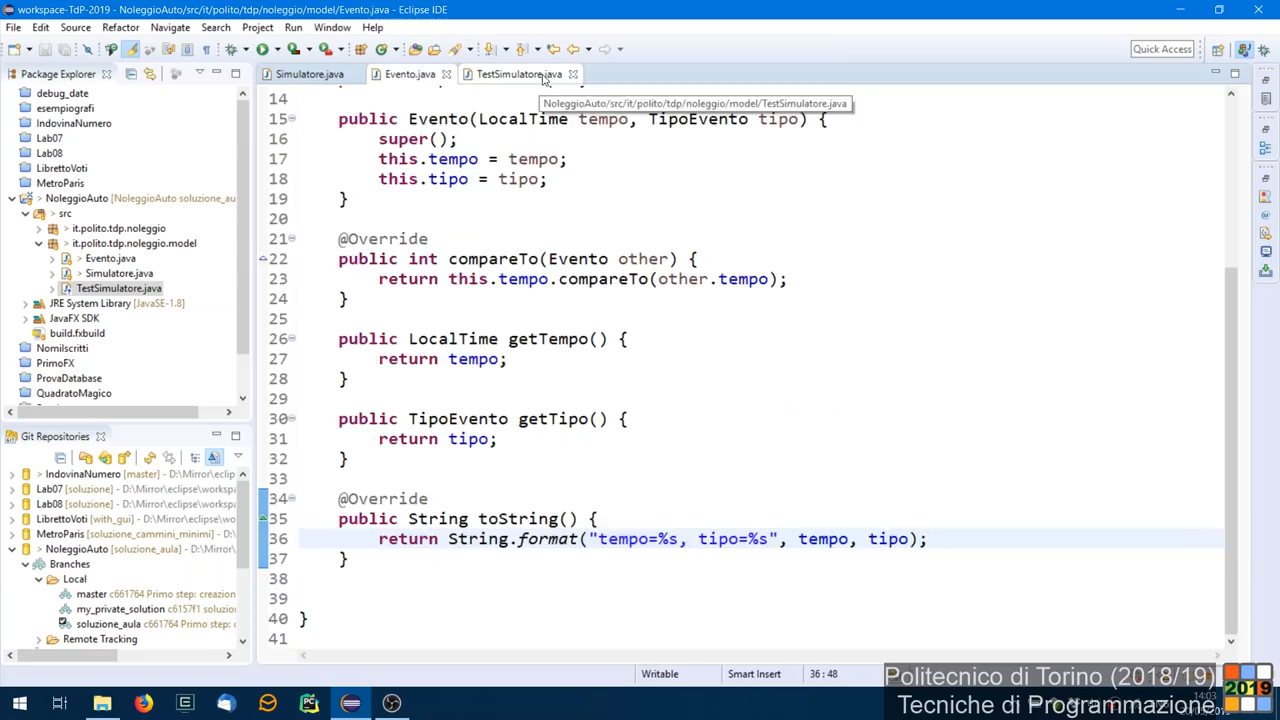 workspace-TdP-2019 - NoleggioAuto/src/it/polito/tdp/noleggio/model/Evento.java - Eclipse IDE
File Edit Source Refactor Navigate Search Project Run Window Help
Quick Access
Package Explorer
debug_date
esempiografi
IndovinaNumero
Lab07
Lab08
LibrettoVoti
MetroParis
> NoleggioAuto [NoleggioAuto soluzione_au
> src
> it.polito.tdp.noleggio
> it.polito.tdp.noleggio.model
> Evento.java
> Simulatore.java
TestSimulatore.java
JRE System Library [JavaSE-1.8]
JavaFX SDK
build.fxbuild
NomiIscritti
PrimoFX
ProvaDatabase
QuadratoMagico
Git Repositories
> IndovinaNumero [master] - D:\Mirror\eclip
Lab07 [soluzione] - D:\Mirror\eclipse\worksp
Lab08 [soluzione] - D:\Mirror\eclipse\worksp
LibrettoVoti [with_gui] - D:\Mirror\eclipse\w
MetroParis [soluzione_cammini_minimi] -
> NoleggioAuto [soluzione_aula] - D:\Mirror
Branches
Local
master c661764 Primo step: creazion
my_private_solution c6157f1 solution
soluzione_aula c661764 Primo step:
Remote Tracking
Simulatore.java
Evento.java
TestSimulatore.java
NoleggioAuto/src/it/polito/tdp/noleggio/model/TestSimulatore.java
14
15 public Evento(LocalTime tempo, TipoEvento tipo) {
16 super();
17 this.tempo = tempo;
18 this.tipo = tipo;
19 }
20
21 @Override
22 public int compareTo(Evento other) {
23 return this.tempo.compareTo(other.tempo);
24 }
25
26 public LocalTime getTempo() {
27 return tempo;
28 }
29
30 public TipoEvento getTipo() {
31 return tipo;
32 }
33
34 @Override
35 public String toString() {
36 return String.format("tempo=%s, tipo=%s", tempo, tipo);
37 }
38
39
40 }
41
Writable Smart Insert 36 : 48
Politecnico di Torino (2018/19)
Tecniche di Programmazione
2019
14:03